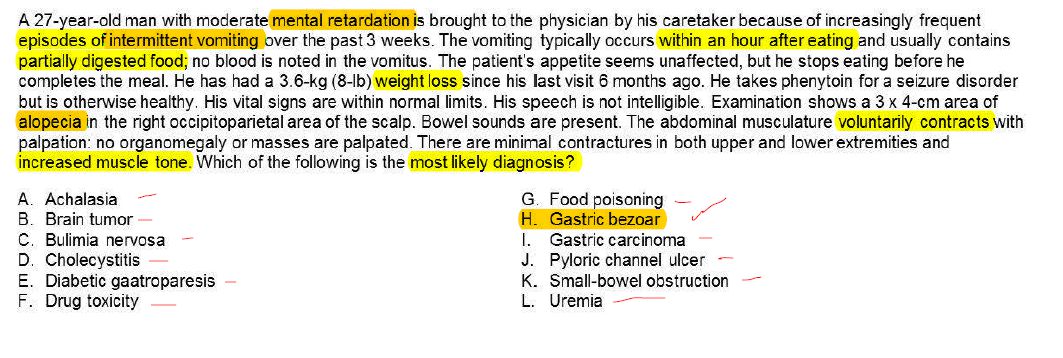 A 27-year-old man with moderate mental retardation is brought to the physician by his caretaker because of increasingly frequent
episodes of intermittent vomiting over the past 3 weeks. The vomiting typically occurs within an hour after eating and usually contains
partially digested food; no blood is noted in the vomitus. The patient's appetite seems unaffected, but he stops eating before he
completes the meal. He has had a 3.6-kg (8-lb) weight loss since his last visit 6 months ago. He takes phenytoin for a seizure disorder
but is otherwise healthy. His vital signs are within normal limits. His speech is not intelligible. Examination shows a 3 x 4-cm area of
alopecia in the right occipitoparietal area of the scalp. Bowel sounds are present. The abdominal musculature voluntarily contracts with
palpation: no organomegaly or masses are palpated. There are minimal contractures in both upper and lower extremities and
increased muscle tone. Which of the following is the most likely diagnosis?
A. Achalasia
B. Brain tumor
C. Bulimia nervosa
D. Cholecystitis
E. Diabetic gaatroparesis
F. Drug toxicity
G. Food poisoning
H. Gastric bezoar
I. Gastric carcinoma
J. Pyloric channel ulcer
K. Small-bowel obstruction
L. Uremia